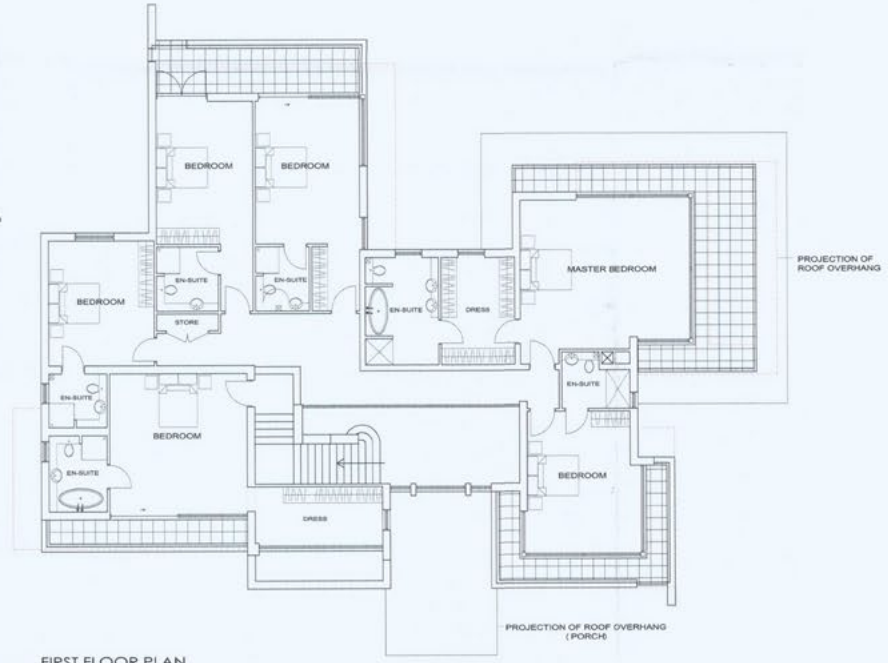 BEDROOM
BEDROOM
PROJECTION OF
ROOF OVERHANG
MASTER BEDROOM
EN-SUITE
EN-SUITE
BEDROOM
EN-SUITE
DRESS
STORE
EN-SUITE
EN-SUITE
BEDROOM
EN-SUITE
BEDROOM
DRESS
PROJECTION OF ROOF OVERHANG
( PORCH)
FIRST FLOOR PLAN